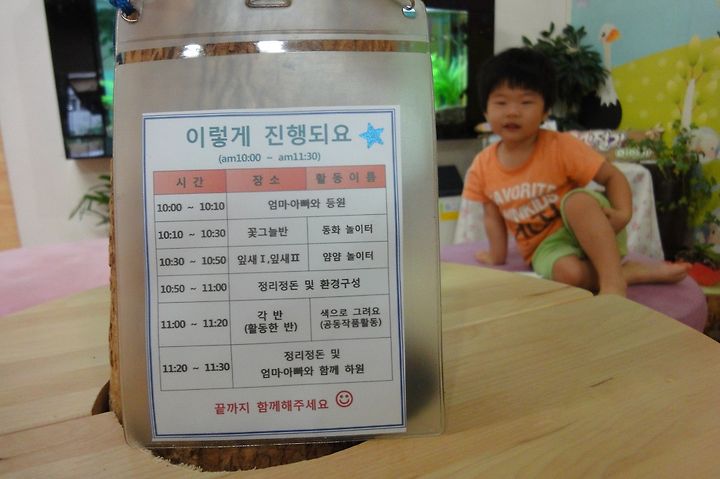 이렇게 진행되요
(am10:00 ~ am11:30)
시 간 장 소 활 동 이 름
10:00 ~ 10:10 엄마·아빠와 등원
10:10 ~ 10:30 꽃그늘반 동화 놀이터
10:30 ~ 10:50 잎새Ⅰ,잎새Ⅱ 얌얌 놀이터
10:50 ~ 11:00 정리정돈 및 환경구성
11:00 ~ 11:20 각 반 색으로 그려요
(활동한 반) (공동작품활동)
11:20 ~ 11:30 정리정돈 및
엄마·아빠와 함께 하원
끝까지 함께해주세요
FAVORITE